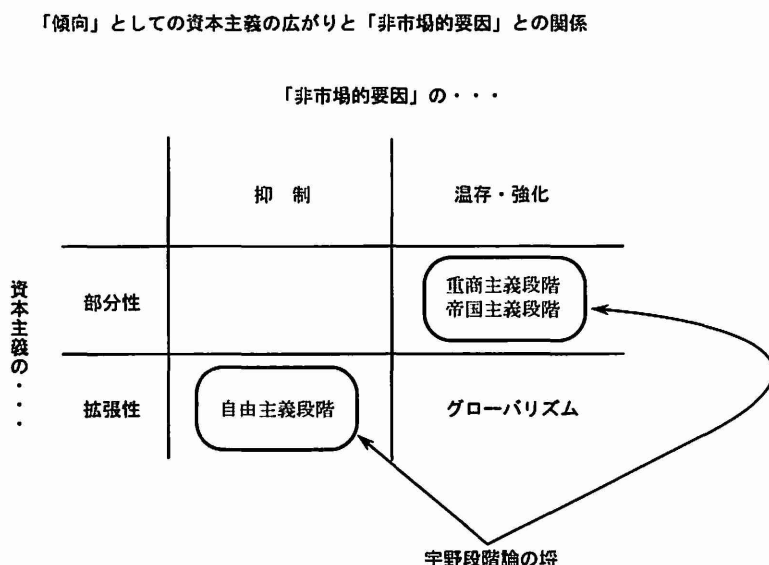 「傾向」としての資本主義の広がりと「非市場的要因」との関係
「非市場的要因」の・・・
抑 制
温存・強化
資本主義の・・・
部分性
重商主義段階
帝国主義段階
拡張性
自由主義段階
グローバリズム
宇野段階論の埒